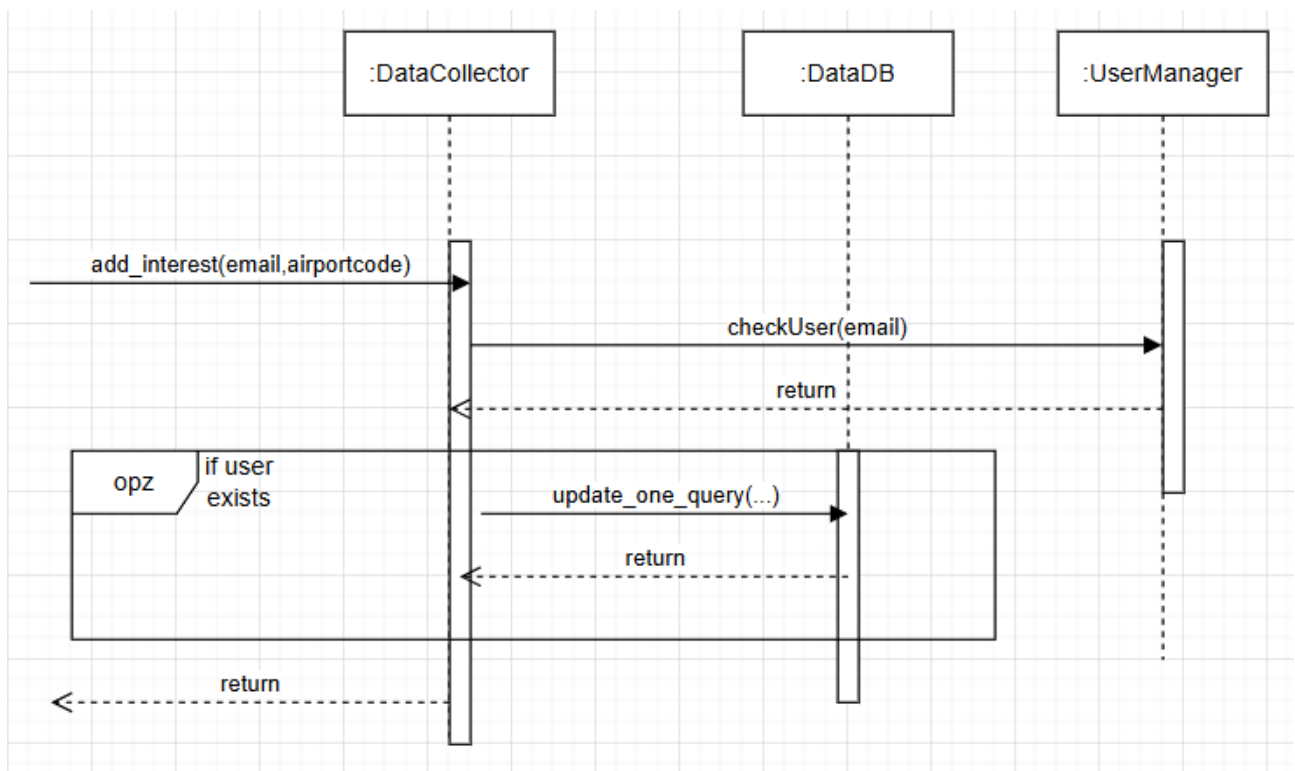 :DataCollector
:DataDB
:UserManager
add_interest(email,airportcode)
checkUser(email)
return
opz
if user
exists
update_one_query(...)
return
return